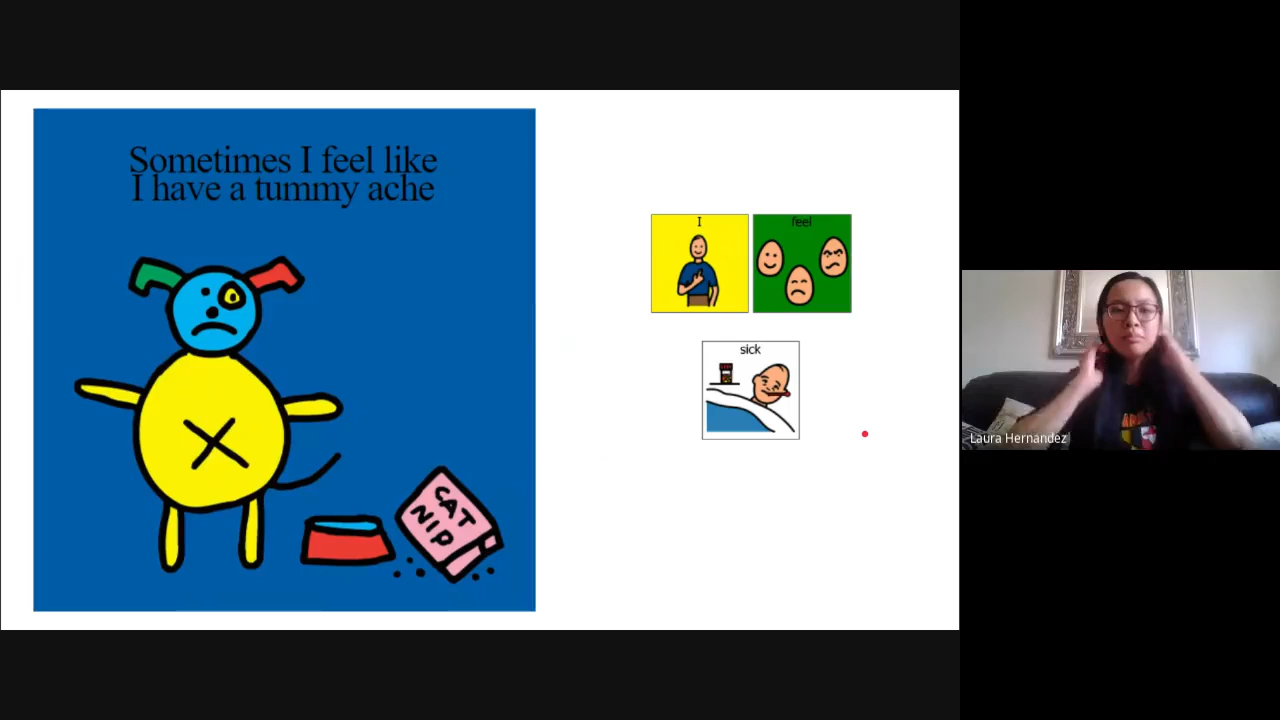 Sometimes I feel like
I have a tummy ache
CAT
NIP
I
feel
sick
Laura Hernandez